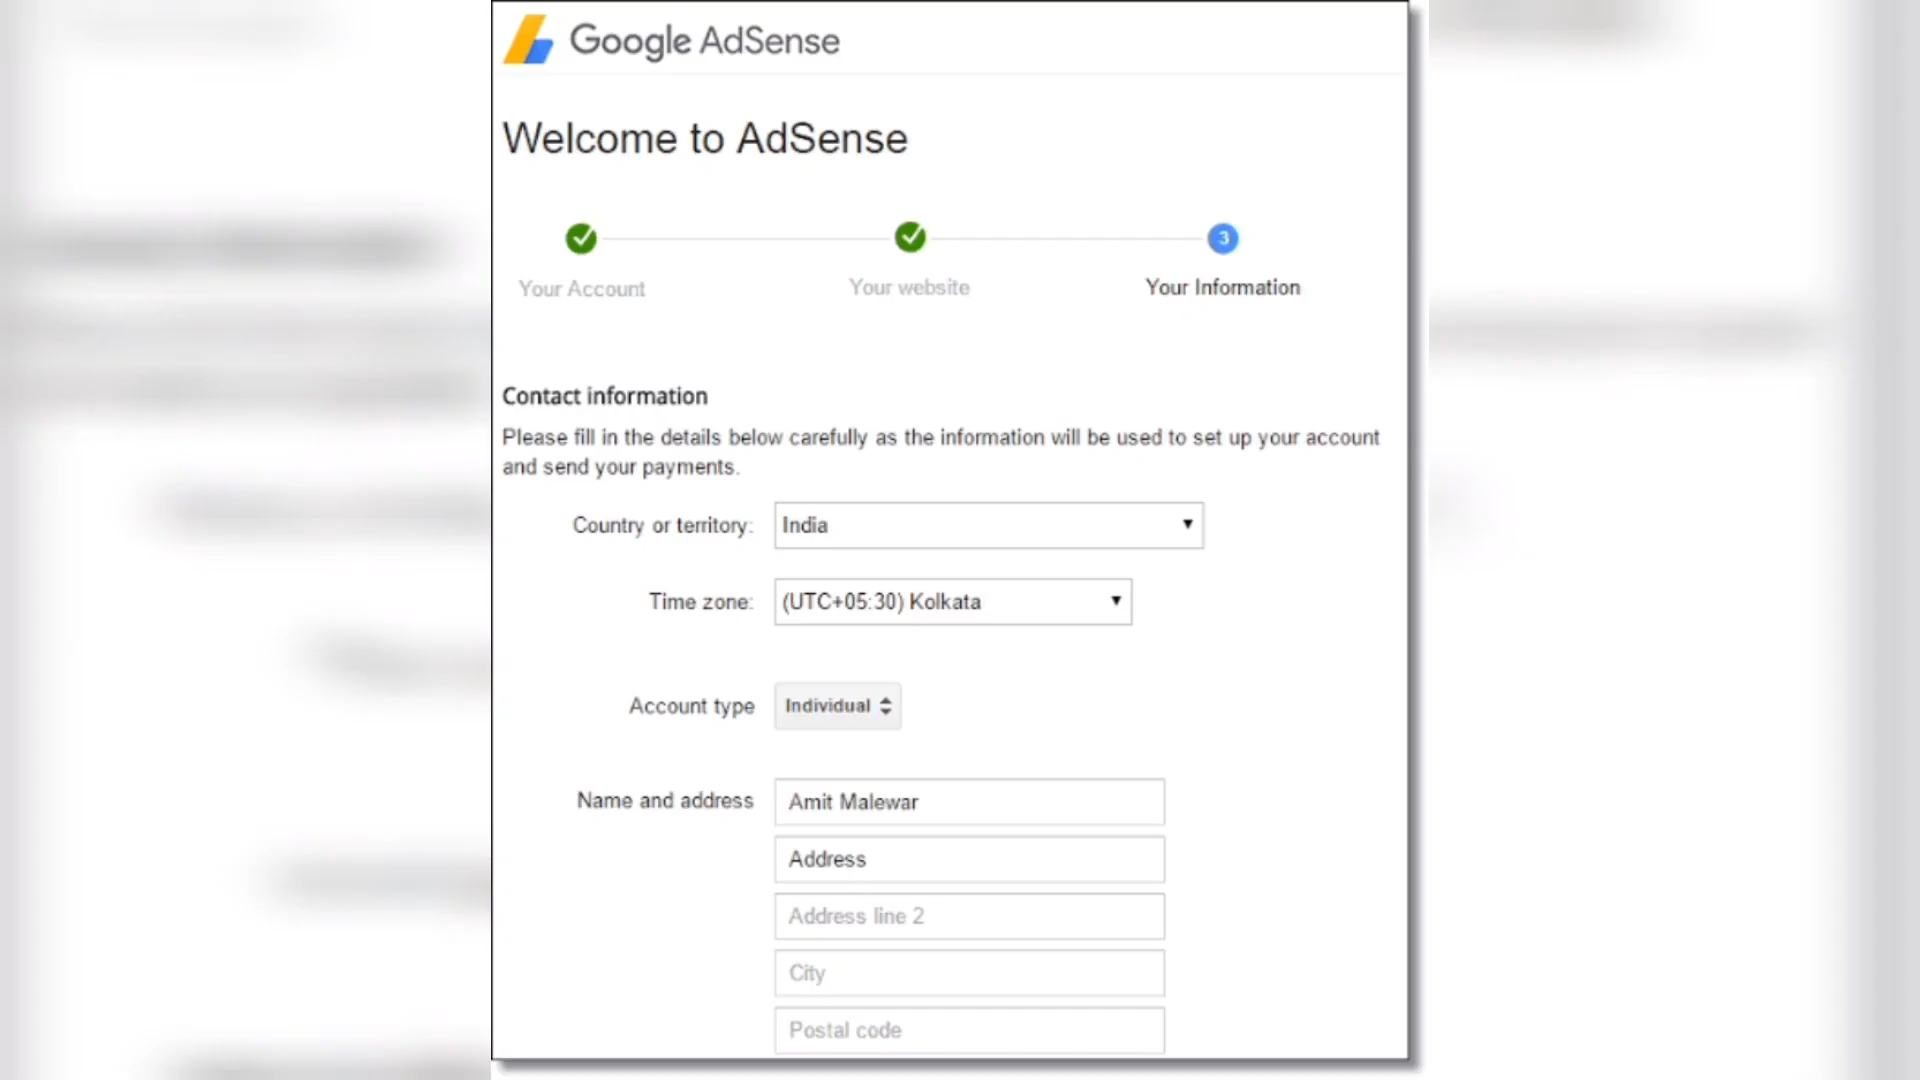 Google AdSense
Welcome to AdSense
3
Your Account
Your website
Your Information
Contact information
Please fill in the details below carefully as the information will be used to set up your account
and send your payments.
Country or territory: India
Time zone: (UTC+05:30) Kolkata
Account type Individual
Name and address Amit Malewar
Address
Address line 2
City
Postal code